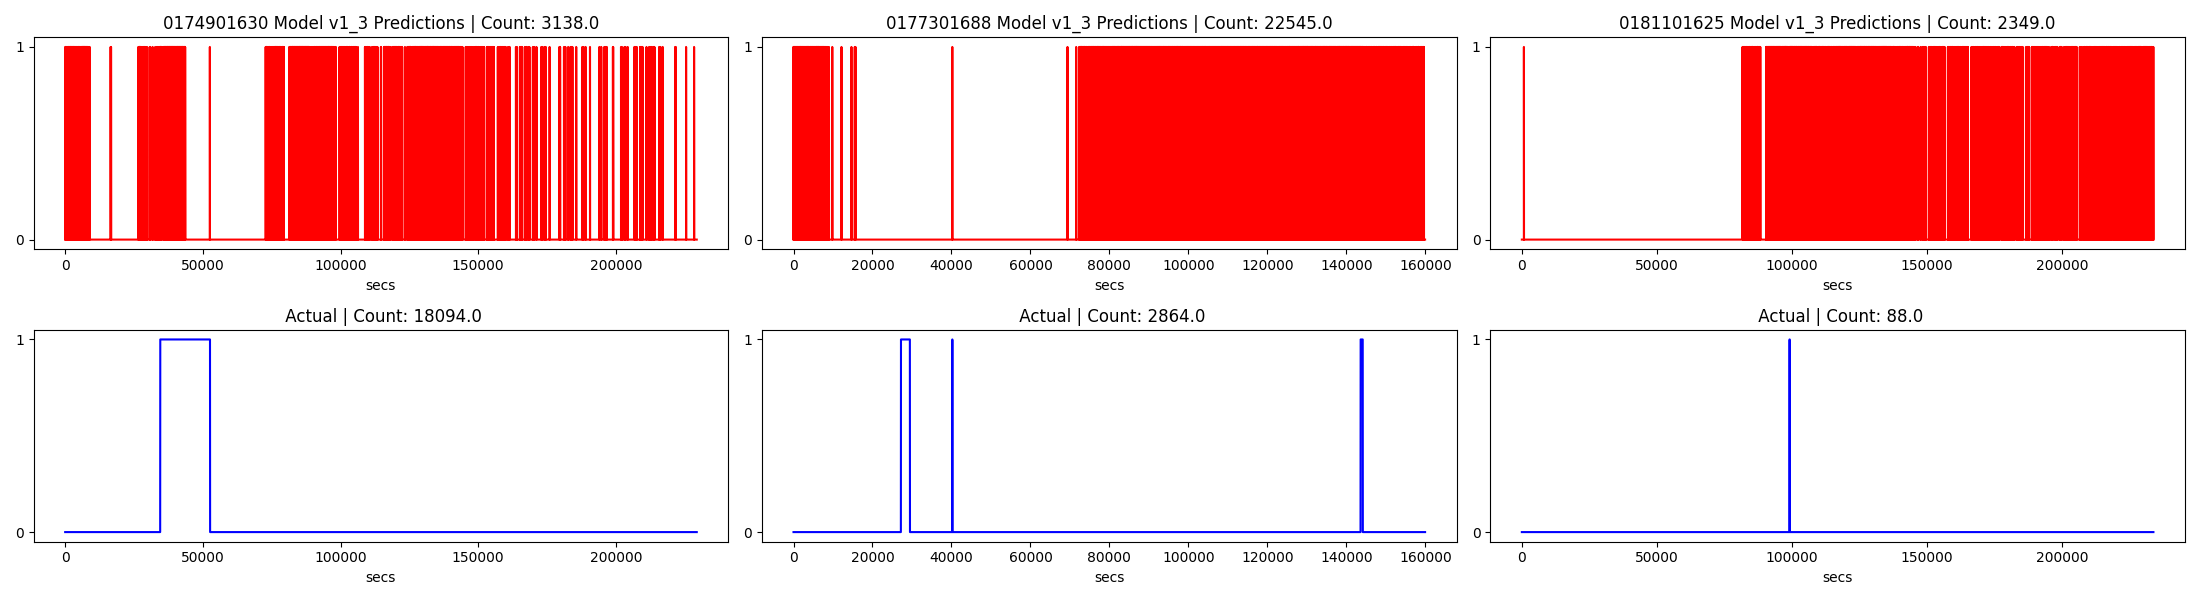 0174901630 Model v1_3 Predictions | Count: 3138.0
1
0
0 50000 100000 150000 200000
secs
0177301688 Model v1_3 Predictions | Count: 22545.0
1
0
0 20000 40000 60000 80000 100000 120000 140000 160000
secs
0181101625 Model v1_3 Predictions | Count: 2349.0
1
0
0 50000 100000 150000 200000
secs
Actual | Count: 18094.0
1
0
0 50000 100000 150000 200000
secs
Actual | Count: 2864.0
1
0
0 20000 40000 60000 80000 100000 120000 140000 160000
secs
Actual | Count: 88.0
1
0
0 50000 100000 150000 200000
secs